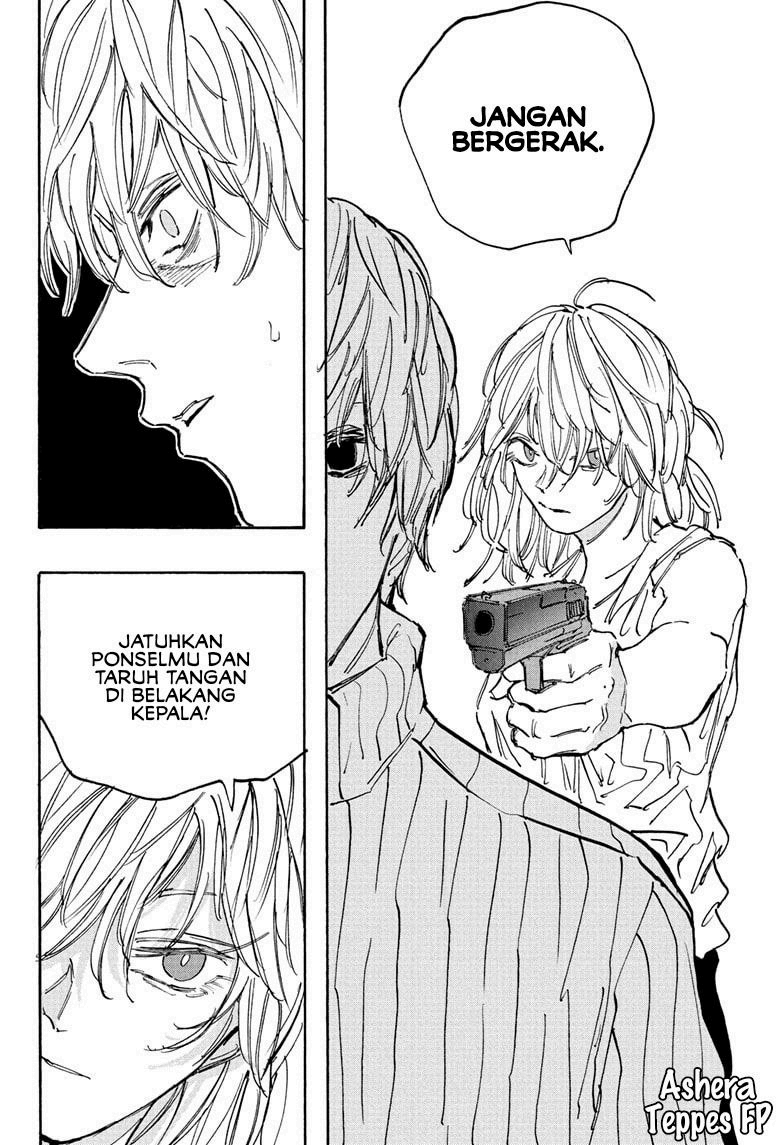 JANGAN
BERGERAK.
JATUHKAN
PONSELMU DAN
TARUH TANGAN
DI BELAKANG
KEPALA!
Ashera
Teppes FP